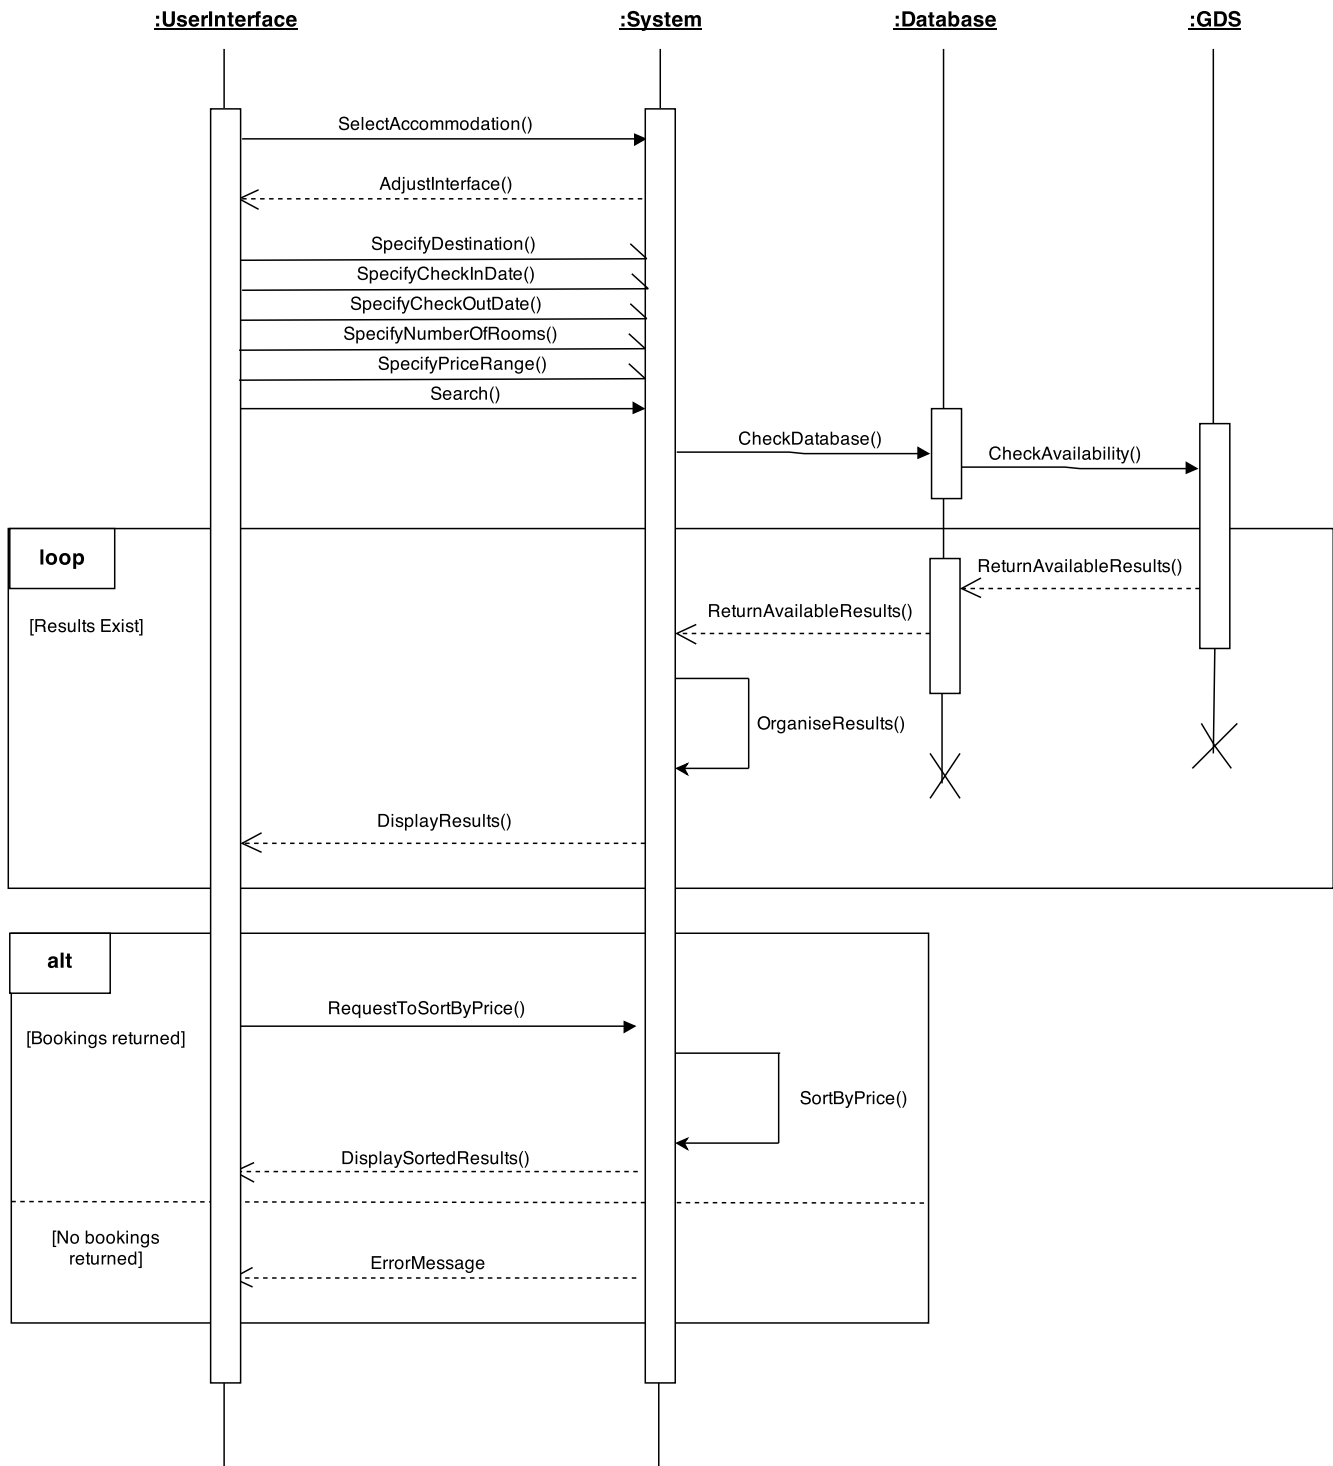 :UserInterface
:System
:Database
:GDS
SelectAccommodation()
AdjustInterface()
SpecifyDestination()
SpecifyCheckInDate()
SpecifyCheckOutDate()
SpecifyNumberOfRooms()
SpecifyPriceRange()
Search()
CheckDatabase()
CheckAvailability()
loop
ReturnAvailableResults()
ReturnAvailableResults()
[Results Exist]
OrganiseResults()
DisplayResults()
alt
RequestToSortByPrice()
[Bookings returned]
SortByPrice()
DisplaySortedResults()
[No bookings
returned]
ErrorMessage